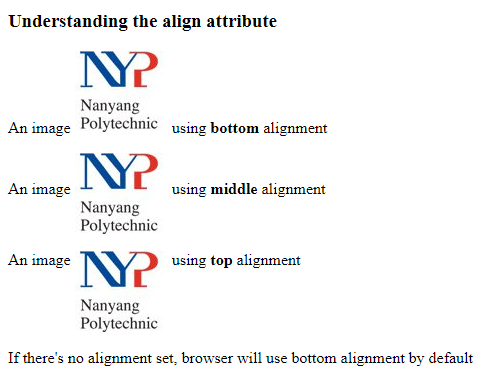 Understanding the align attribute
NYP
Nanyang
An image Polytechnic using bottom alignment
NYP
An image using middle alignment
Nanyang
Polytechnic
An image NYP using top alignment
Nanyang
Polytechnic
If there's no alignment set, browser will use bottom alignment by default